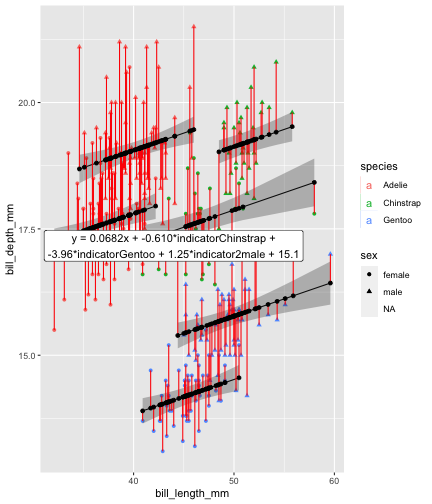 20.0
17.5
15.0
bill_depth_mm
y = 0.0682x + -0.610*indicatorChinstrap +
-3.96*indicatorGentoo + 1.25*indicator2male + 15.1
40
50
60
bill_length_mm
species
a Adelie
a Chinstrap
a Gentoo
sex
female
male
NA